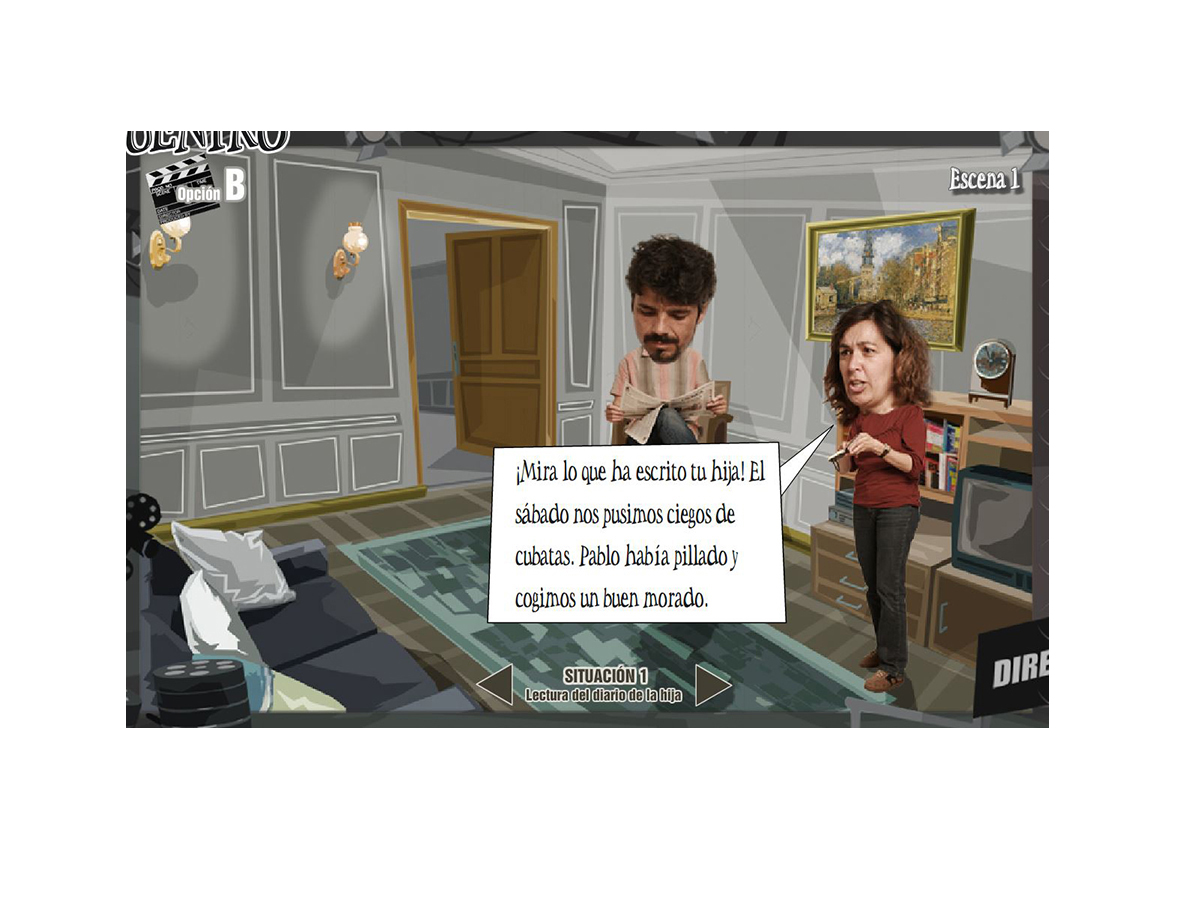 Opción B
Escena 1
¡Mira lo que ha escrito tu hija! El
sábado nos pusimos ciegos de
cubatas. Pablo había pillado y
cogimos un buen morado.
SITUACIÓN 1
Lectura del diario de la hija
DIRE